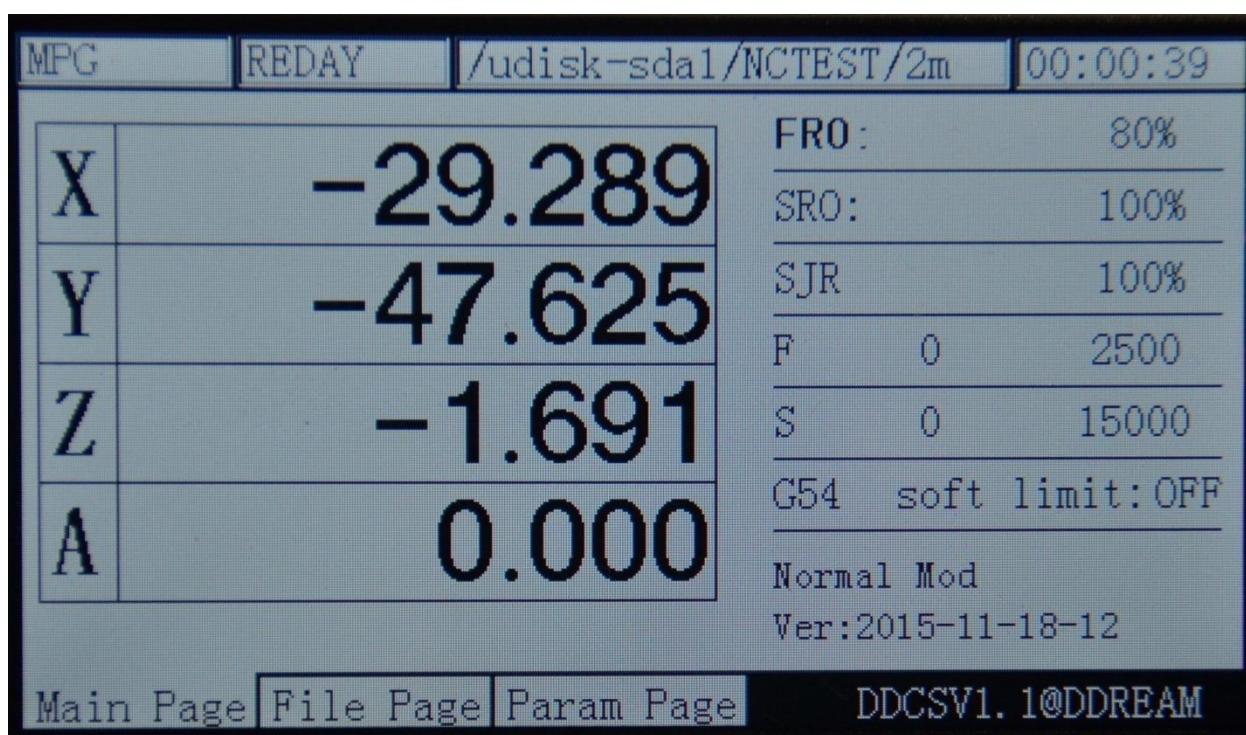 MPG REDAY /udisk-sda1/NCTEST/2m 00:00:39
X -29.289
Y -47.625
Z -1.691
A 0.000
FRO: 80%
SRO: 100%
SJR 100%
F 0 2500
S 0 15000
G54 soft limit:OFF
Normal Mod
Ver:2015-11-18-12
Main Page File Page Param Page DDCSV1.1@DDREAM